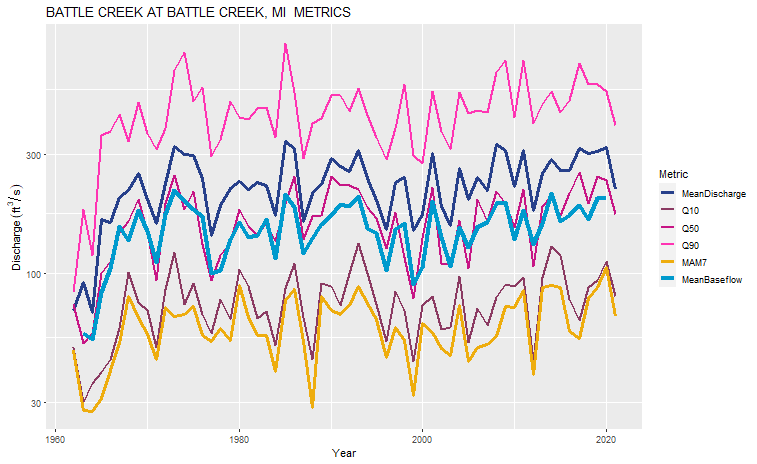 BATTLE CREEK AT BATTLE CREEK, MI  METRICS
Discharge (ft³/s)
300
100
30
1960
1980
2000
2020
Year
Metric
MeanDischarge
Q10
Q50
Q90
MAM7
MeanBaseflow